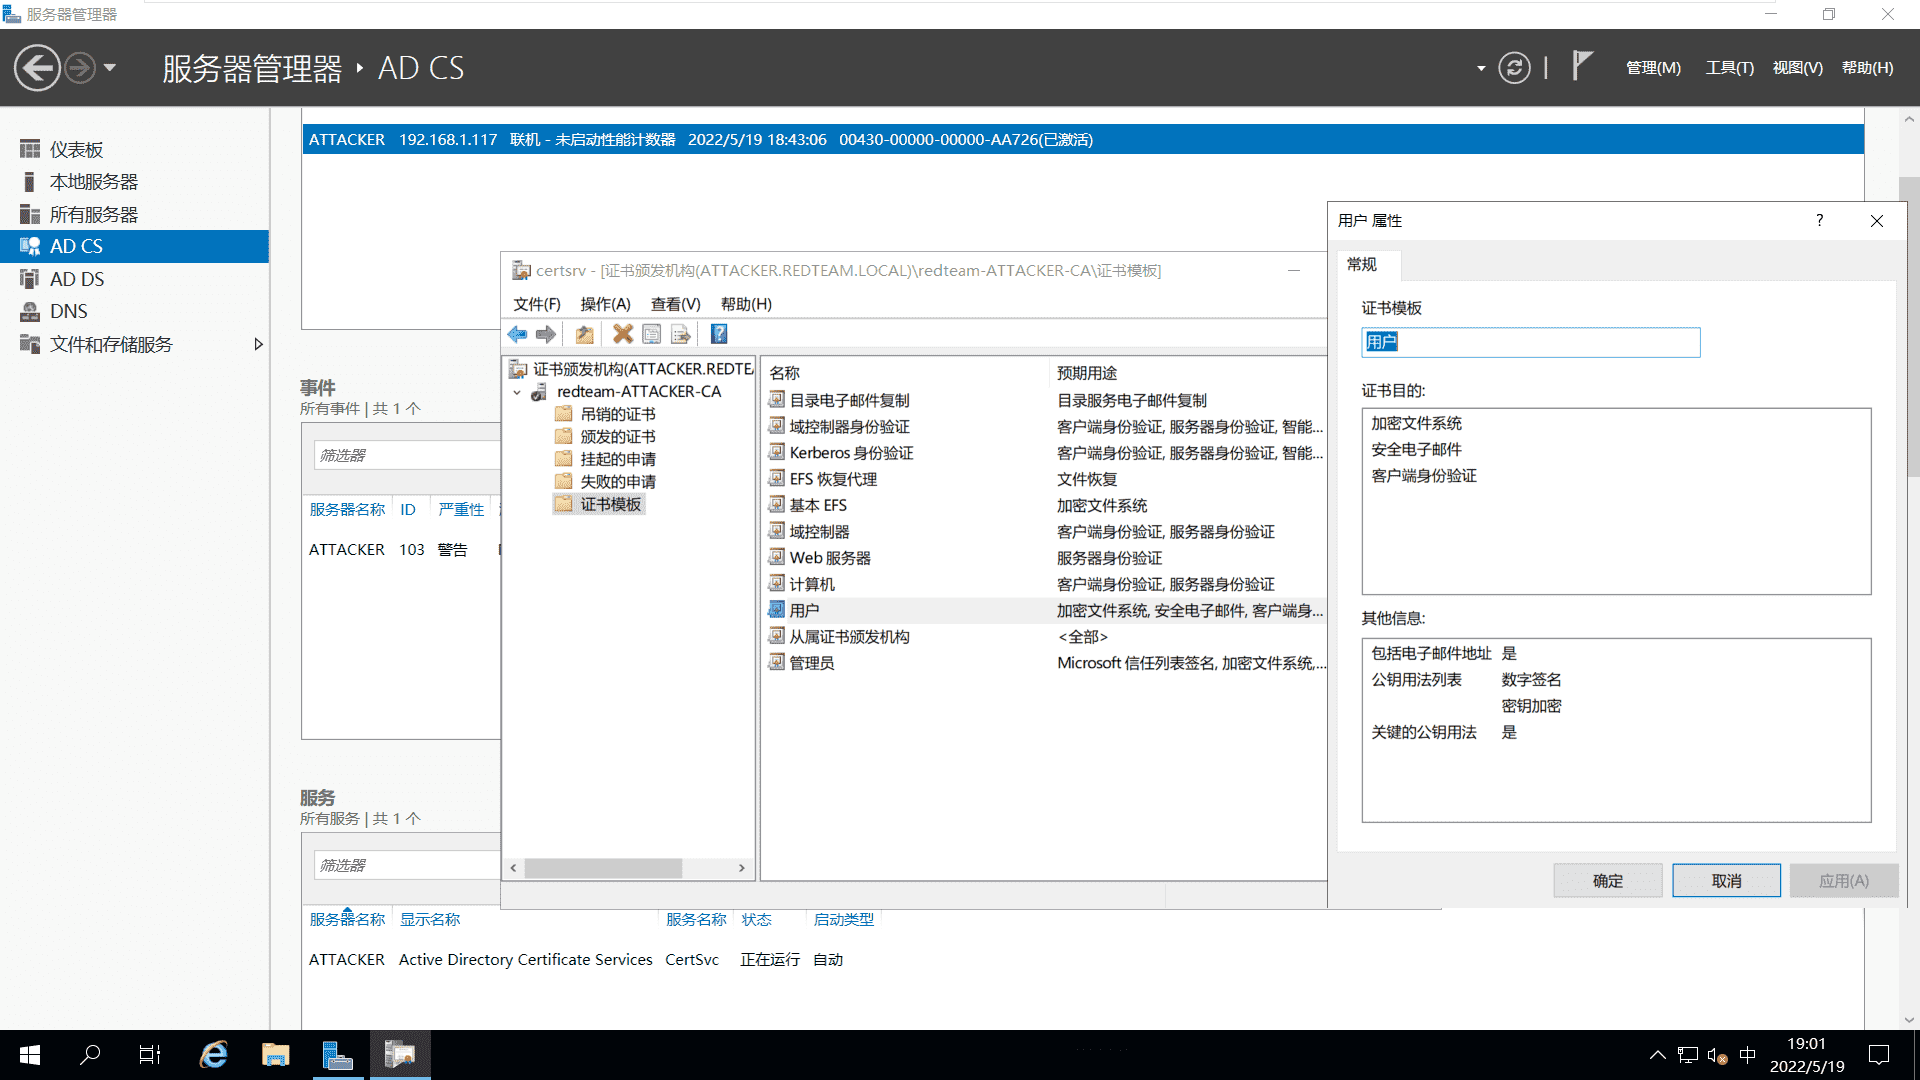 服务器管理器
服务器管理器 ‣ AD CS
管理(M) 工具(T) 视图(V) 帮助(H)
仪表板
本地服务器
所有服务器
AD CS
AD DS
DNS
文件和存储服务
ATTACKER 192.168.1.117 联机 - 未启动性能计数器 2022/5/19 18:43:06 00430-00000-00000-AA726(已激活)
事件
所有事件 | 共 1 个
筛选器
服务器名称 ID 严重性
ATTACKER 103 警告
服务
所有服务 | 共 1 个
筛选器
服务器名称 显示名称 服务名称 状态 启动类型
ATTACKER Active Directory Certificate Services CertSvc 正在运行 自动
certsrv - [证书颁发机构(ATTACKER.REDTEAM.LOCAL)\redteam-ATTACKER-CA\证书模板]
文件(F) 操作(A) 查看(V) 帮助(H)
证书颁发机构(ATTACKER.REDTEA
redteam-ATTACKER-CA
吊销的证书
颁发的证书
挂起的申请
失败的申请
证书模板
名称 预期用途
目录电子邮件复制 目录服务电子邮件复制
域控制器身份验证 客户端身份验证, 服务器身份验证, 智能...
Kerberos 身份验证 客户端身份验证, 服务器身份验证, 智能...
EFS 恢复代理 文件恢复
基本 EFS 加密文件系统
域控制器 客户端身份验证, 服务器身份验证
Web 服务器 服务器身份验证
计算机 客户端身份验证, 服务器身份验证
用户 加密文件系统, 安全电子邮件, 客户端身...
从属证书颁发机构 <全部>
管理员 Microsoft 信任列表签名, 加密文件系统,...
用户 属性
常规
证书模板
用户
证书目的:
加密文件系统
安全电子邮件
客户端身份验证
其他信息:
包括电子邮件地址 是
公钥用法列表 数字签名
密钥加密
关键的公钥用法 是
确定 取消 应用(A)
中
19:01
2022/5/19